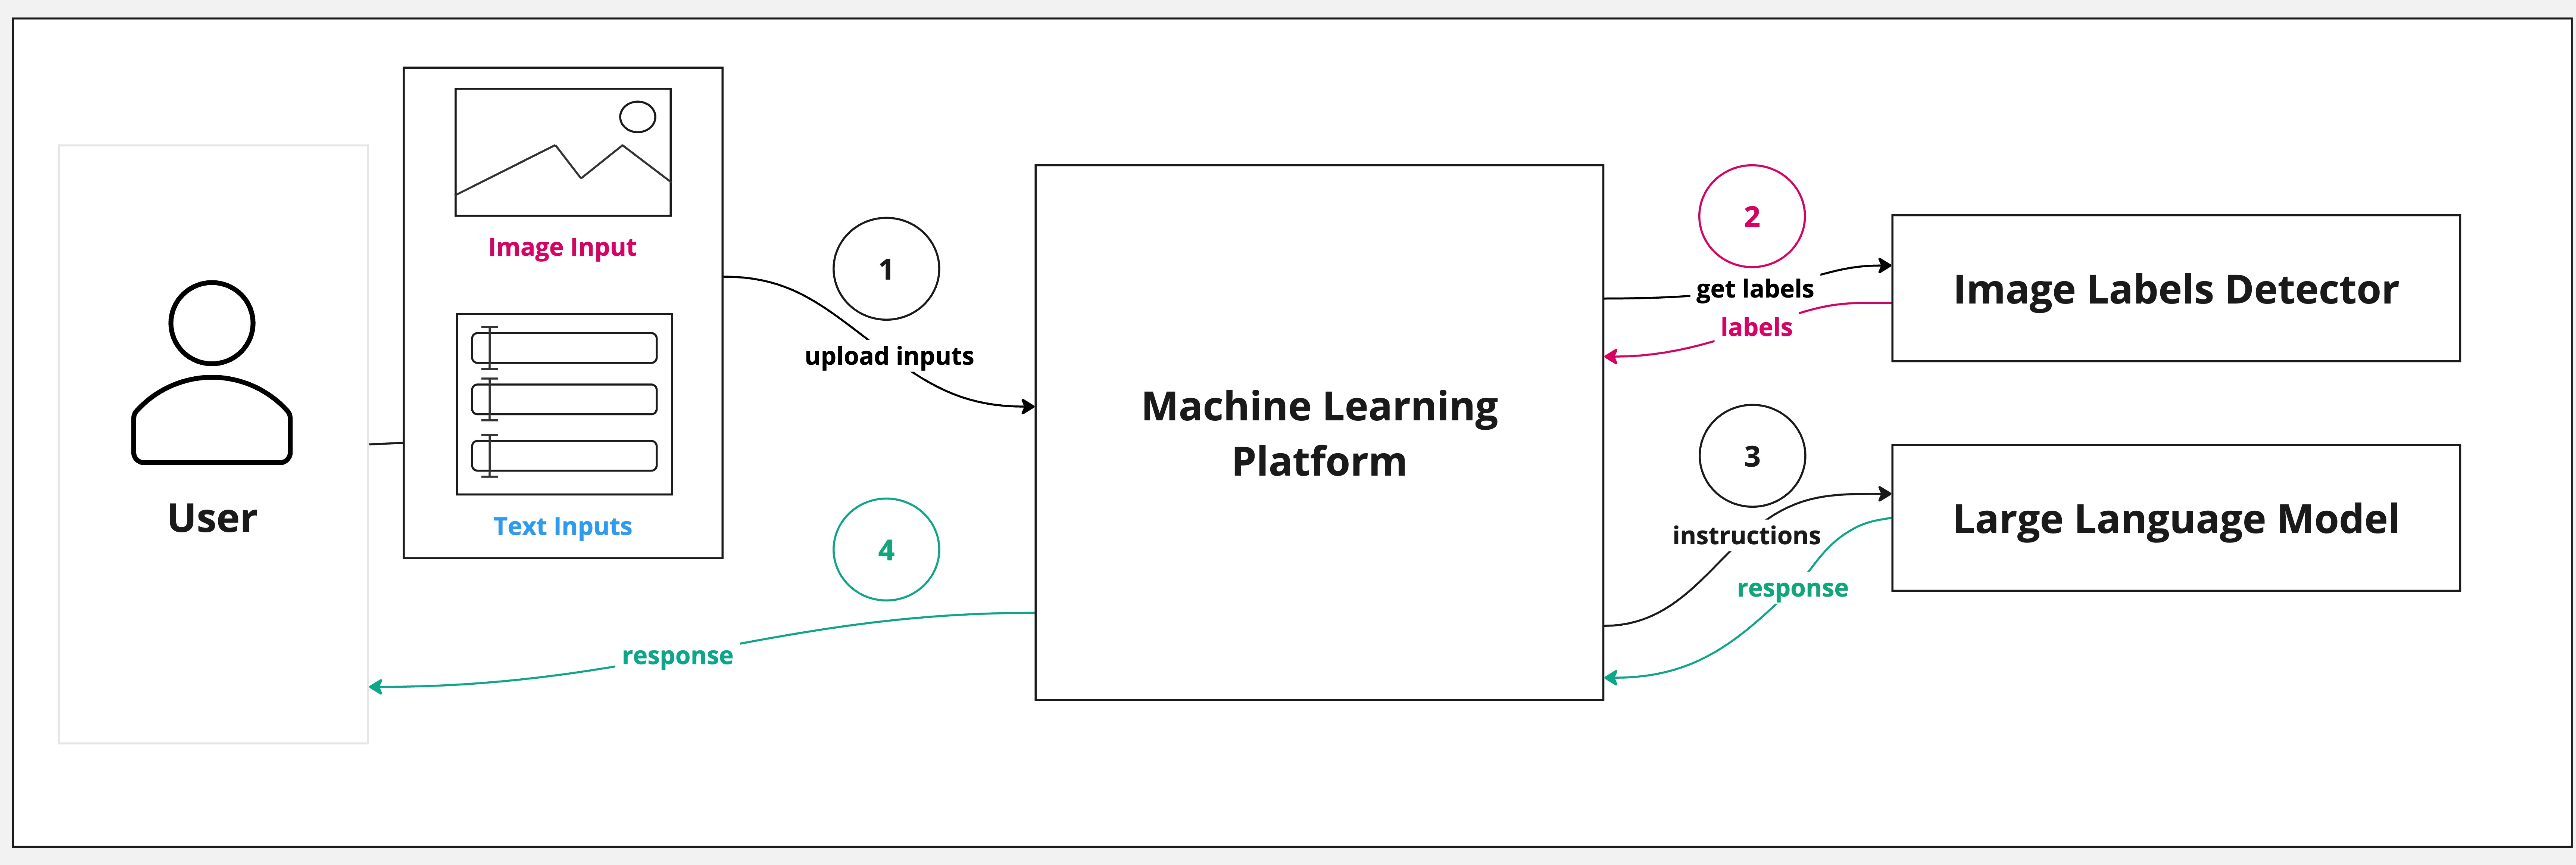 User
Image Input
Text Inputs
1
upload inputs
4
response
Machine Learning
Platform
2
get labels
labels
3
instructions
response
Image Labels Detector
Large Language Model